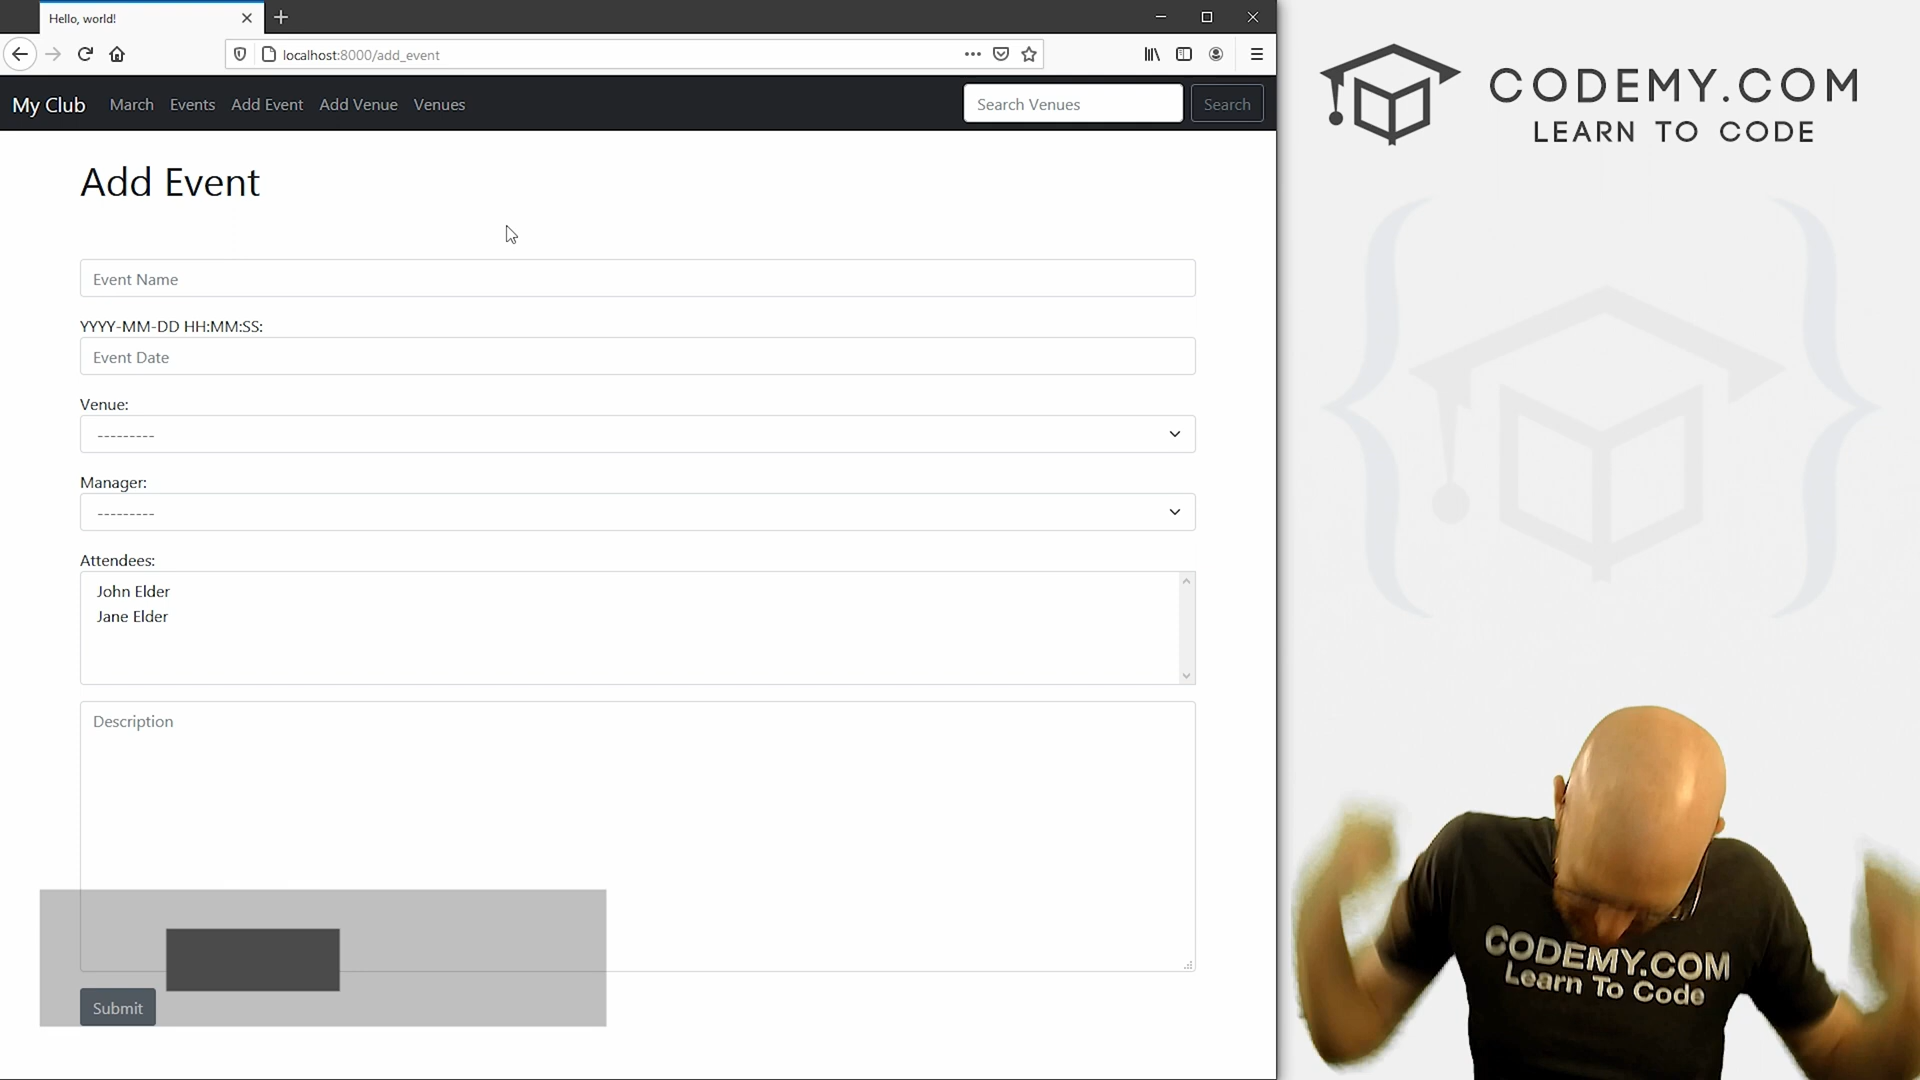 Hello, world!
localhost:8000/add_event
My Club March Events Add Event Add Venue Venues Search Venues Search
Add Event
Event Name
YYYY-MM-DD HH:MM:SS:
Event Date
Venue:
---------
Manager:
---------
Attendees:
John Elder
Jane Elder
Description
Submit
CODEMY.COM
LEARN TO CODE
CODEMY.COM
Learn To Code